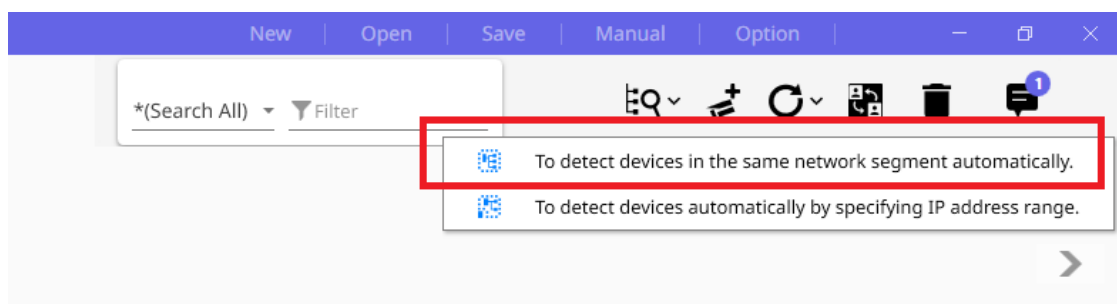 New Open Save Manual Option
*(Search All) Filter 1
To detect devices in the same network segment automatically.
To detect devices automatically by specifying IP address range.